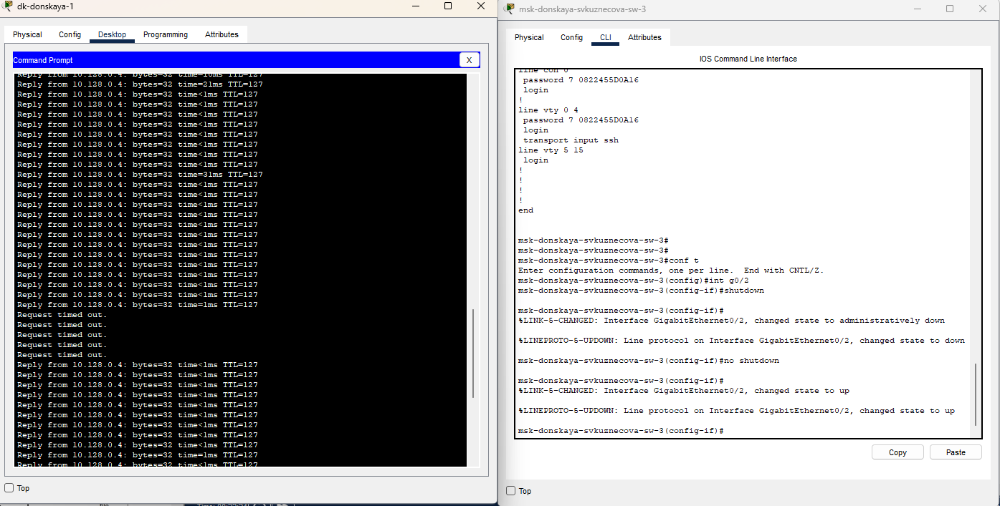 dk-donskaya-1
Physical Config Desktop Programming Attributes
Command Prompt
X
Reply from 10.128.0.4: bytes=32 time=10ms TTL=127
Reply from 10.128.0.4: bytes=32 time=21ms TTL=127
Reply from 10.128.0.4: bytes=32 time<1ms TTL=127
Reply from 10.128.0.4: bytes=32 time<1ms TTL=127
Reply from 10.128.0.4: bytes=32 time<1ms TTL=127
Reply from 10.128.0.4: bytes=32 time<1ms TTL=127
Reply from 10.128.0.4: bytes=32 time<1ms TTL=127
Reply from 10.128.0.4: bytes=32 time<1ms TTL=127
Reply from 10.128.0.4: bytes=32 time<1ms TTL=127
Reply from 10.128.0.4: bytes=32 time<1ms TTL=127
Reply from 10.128.0.4: bytes=32 time=31ms TTL=127
Reply from 10.128.0.4: bytes=32 time<1ms TTL=127
Reply from 10.128.0.4: bytes=32 time<1ms TTL=127
Reply from 10.128.0.4: bytes=32 time<1ms TTL=127
Reply from 10.128.0.4: bytes=32 time<1ms TTL=127
Reply from 10.128.0.4: bytes=32 time<1ms TTL=127
Reply from 10.128.0.4: bytes=32 time<1ms TTL=127
Reply from 10.128.0.4: bytes=32 time<1ms TTL=127
Reply from 10.128.0.4: bytes=32 time<1ms TTL=127
Reply from 10.128.0.4: bytes=32 time<1ms TTL=127
Reply from 10.128.0.4: bytes=32 time<1ms TTL=127
Reply from 10.128.0.4: bytes=32 time<1ms TTL=127
Reply from 10.128.0.4: bytes=32 time<1ms TTL=127
Reply from 10.128.0.4: bytes=32 time=1ms TTL=127
Request timed out.
Request timed out.
Request timed out.
Request timed out.
Request timed out.
Reply from 10.128.0.4: bytes=32 time<1ms TTL=127
Reply from 10.128.0.4: bytes=32 time<1ms TTL=127
Reply from 10.128.0.4: bytes=32 time<1ms TTL=127
Reply from 10.128.0.4: bytes=32 time<1ms TTL=127
Reply from 10.128.0.4: bytes=32 time<1ms TTL=127
Reply from 10.128.0.4: bytes=32 time<1ms TTL=127
Reply from 10.128.0.4: bytes=32 time<1ms TTL=127
Reply from 10.128.0.4: bytes=32 time<1ms TTL=127
Reply from 10.128.0.4: bytes=32 time<1ms TTL=127
Reply from 10.128.0.4: bytes=32 time=1ms TTL=127
Reply from 10.128.0.4: bytes=32 time<1ms TTL=127
Top
msk-donskaya-svkuznecova-sw-3
Physical Config CLI Attributes
IOS Command Line Interface
line con 0
password 7 0822455D0A16
login
!
line vty 0 4
password 7 0822455D0A16
login
transport input ssh
line vty 5 15
login
!
!
!
!
end
msk-donskaya-svkuznecova-sw-3#
msk-donskaya-svkuznecova-sw-3#
msk-donskaya-svkuznecova-sw-3#conf t
Enter configuration commands, one per line.  End with CNTL/Z.
msk-donskaya-svkuznecova-sw-3(config)#int g0/2
msk-donskaya-svkuznecova-sw-3(config-if)#shutdown
msk-donskaya-svkuznecova-sw-3(config-if)#
%LINK-5-CHANGED: Interface GigabitEthernet0/2, changed state to administratively down
%LINEPROTO-5-UPDOWN: Line protocol on Interface GigabitEthernet0/2, changed state to down
msk-donskaya-svkuznecova-sw-3(config-if)#no shutdown
msk-donskaya-svkuznecova-sw-3(config-if)#
%LINK-5-CHANGED: Interface GigabitEthernet0/2, changed state to up
%LINEPROTO-5-UPDOWN: Line protocol on Interface GigabitEthernet0/2, changed state to up
msk-donskaya-svkuznecova-sw-3(config-if)#
Copy Paste
Top